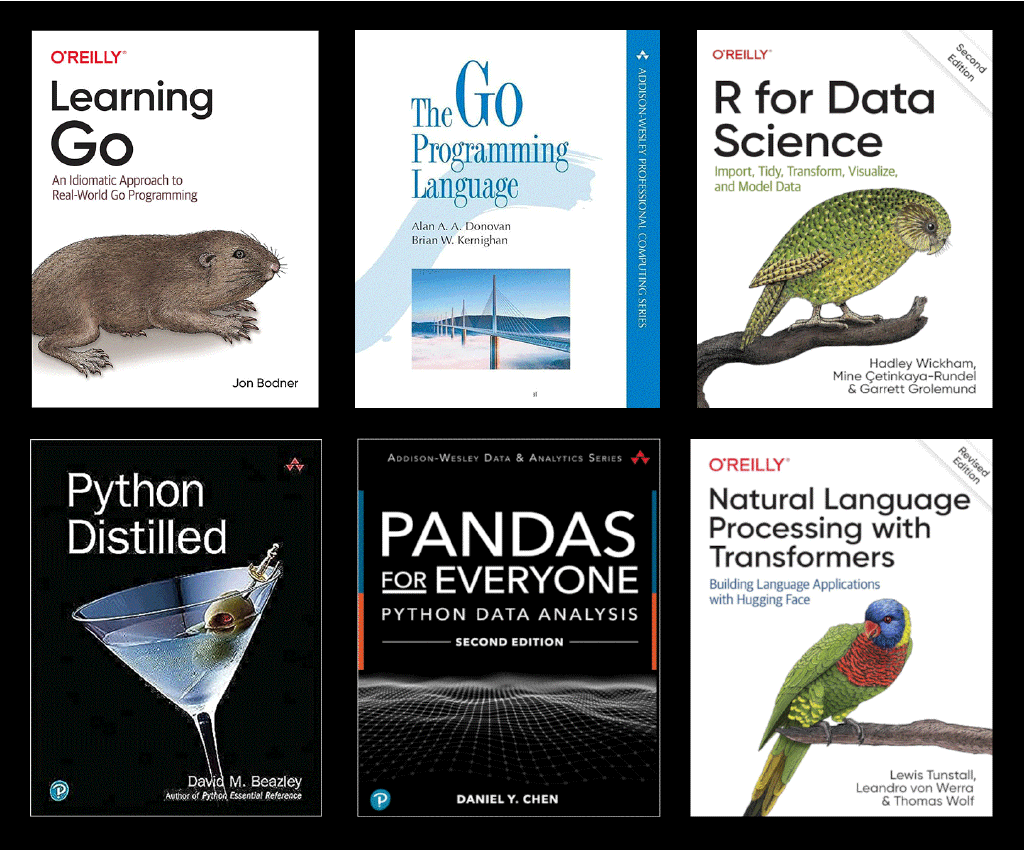 O'REILLY®
Learning
Go
An Idiomatic Approach to
Real-World Go Programming
Jon Bodner
The Go
Programming
Language
Alan A. A. Donovan
Brian W. Kernighan
ADDISON-WESLEY PROFESSIONAL COMPUTING SERIES
O'REILLY®
Second
Edition
R for Data
Science
Import, Tidy, Transform, Visualize,
and Model Data
Hadley Wickham,
Mine Çetinkaya-Rundel
& Garrett Grolemund
Python
Distilled
David M. Beazley
Author of Python Essential Reference
P
ADDISON-WESLEY DATA & ANALYTICS SERIES
PANDAS
FOR EVERYONE
PYTHON DATA ANALYSIS
SECOND EDITION
DANIEL Y. CHEN
P
O'REILLY®
Revised
Edition
Natural Language
Processing with
Transformers
Building Language Applications
with Hugging Face
Lewis Tunstall,
Leandro von Werra
& Thomas Wolf